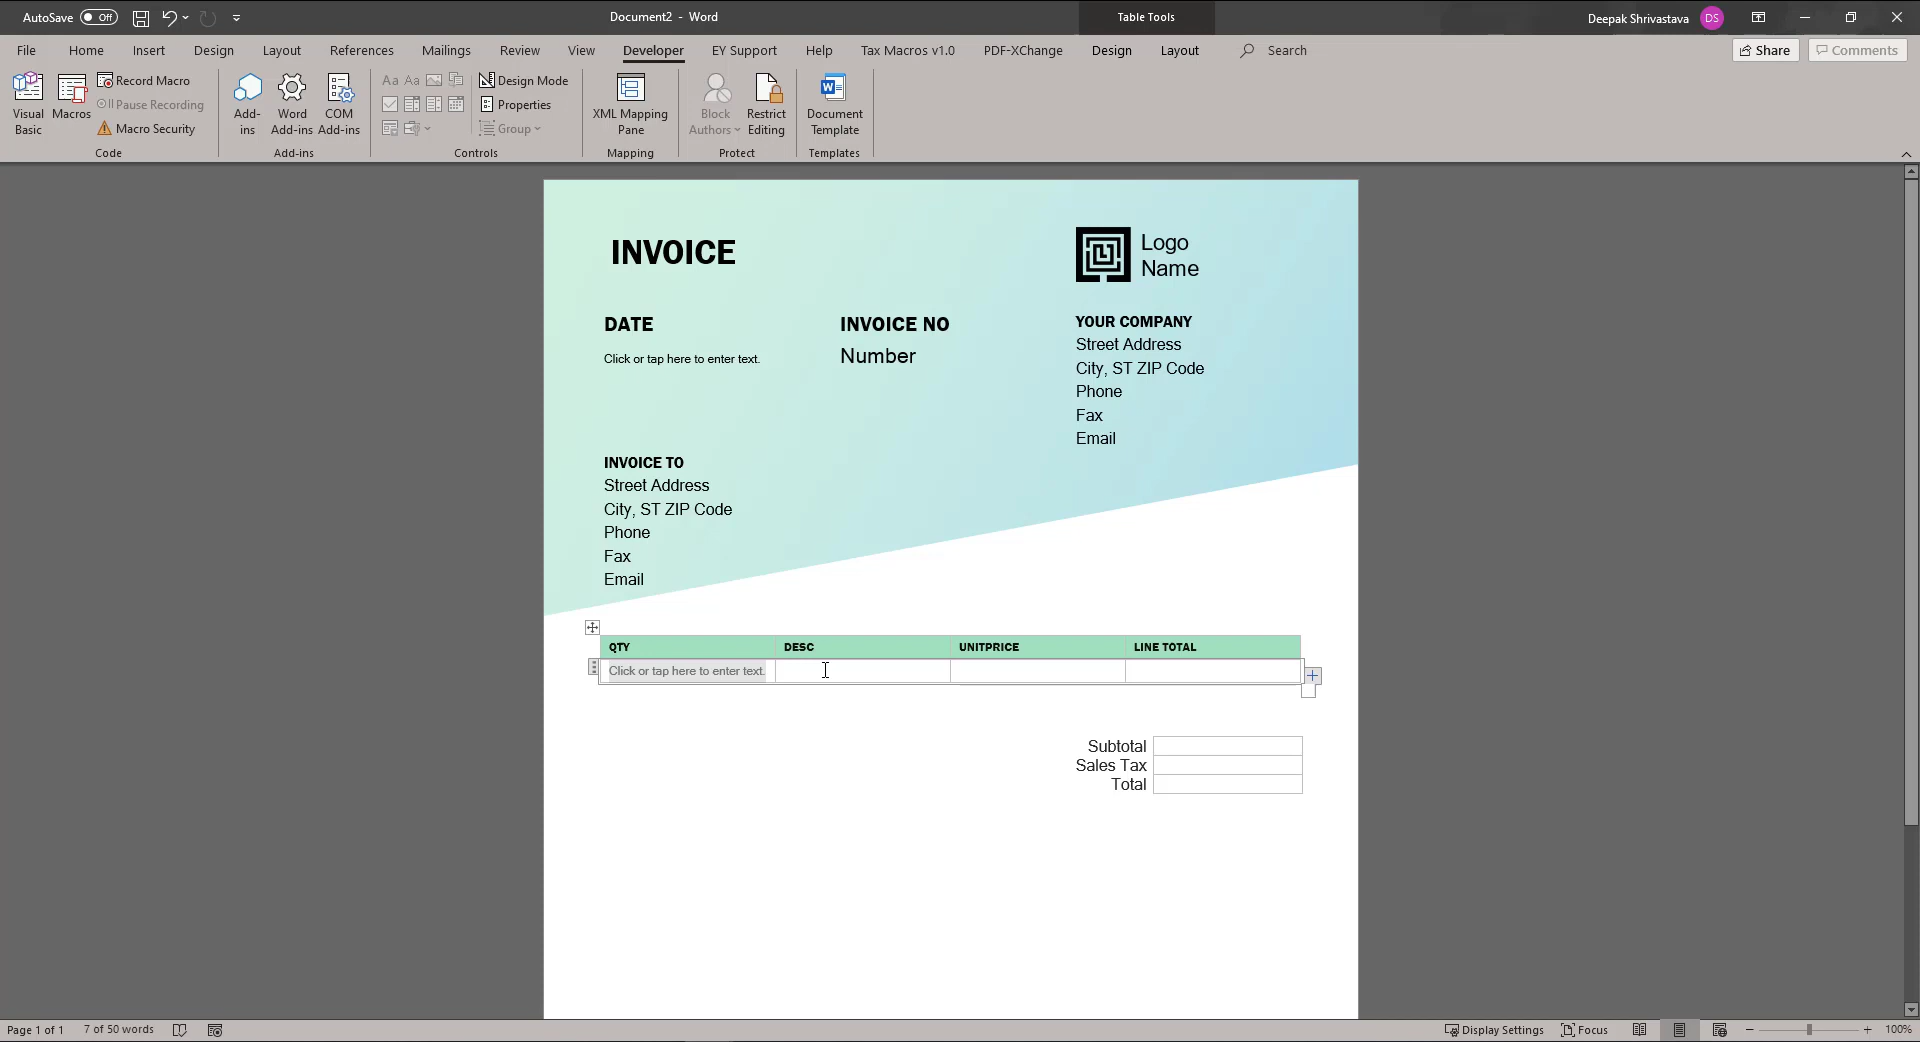 AutoSave Off
Document2 - Word
Table Tools
Deepak Shrivastava DS
File Home Insert Design Layout References Mailings Review View Developer EY Support Help Tax Macros v1.0 PDF-XChange Design Layout Search
Share Comments
Visual Basic
Macros
Record Macro
Pause Recording
Macro Security
Code
Add-ins
Word Add-ins
COM Add-ins
Add-ins
Aa Aa
Design Mode
Properties
Group
Controls
XML Mapping Pane
Mapping
Block Authors
Restrict Editing
Protect
Document Template
Templates
INVOICE
Logo
Name
DATE
Click or tap here to enter text.
INVOICE NO
Number
YOUR COMPANY
Street Address
City, ST ZIP Code
Phone
Fax
Email
INVOICE TO
Street Address
City, ST ZIP Code
Phone
Fax
Email
QTY DESC UNITPRICE LINE TOTAL
Click or tap here to enter text.
Subtotal
Sales Tax
Total
Page 1 of 1 7 of 50 words
Display Settings Focus 100%